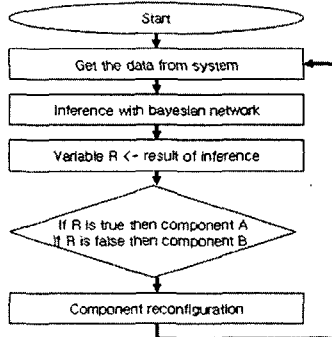 Start
Get the data from system
Inference with bayesian network
Variable R <- result of inference
If R is true then component A
If R is false then component B
Component reconfiguration